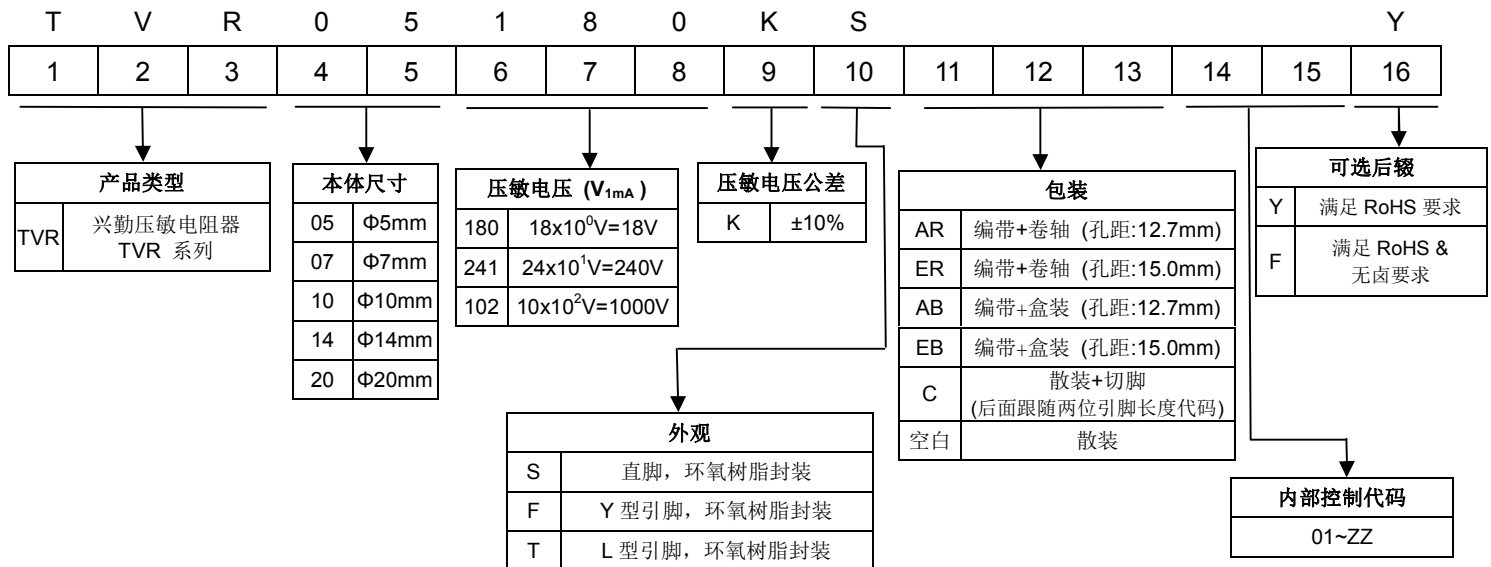 T V R 0 5 1 8 0 K S Y
1 2 3 4 5 6 7 8 9 10 11 12 13 14 15 16
产品类型
TVR 兴勤压敏电阻器
TVR 系列
本体尺寸
05 Φ5mm
07 Φ7mm
10 Φ10mm
14 Φ14mm
20 Φ20mm
压敏电压 (V1mA)
180 18x10⁰V=18V
241 24x10¹V=240V
102 10x10²V=1000V
压敏电压公差
K ±10%
外观
S 直脚，环氧树脂封装
F Y 型引脚，环氧树脂封装
T L 型引脚，环氧树脂封装
包装
AR 编带+卷轴 (孔距:12.7mm)
ER 编带+卷轴 (孔距:15.0mm)
AB 编带+盒装 (孔距:12.7mm)
EB 编带+盒装 (孔距:15.0mm)
C 散装+切脚
(后面跟随两位引脚长度代码)
空白 散装
可选后辍
Y 满足 RoHS 要求
F 满足 RoHS &
无卤要求
内部控制代码
01~ZZ